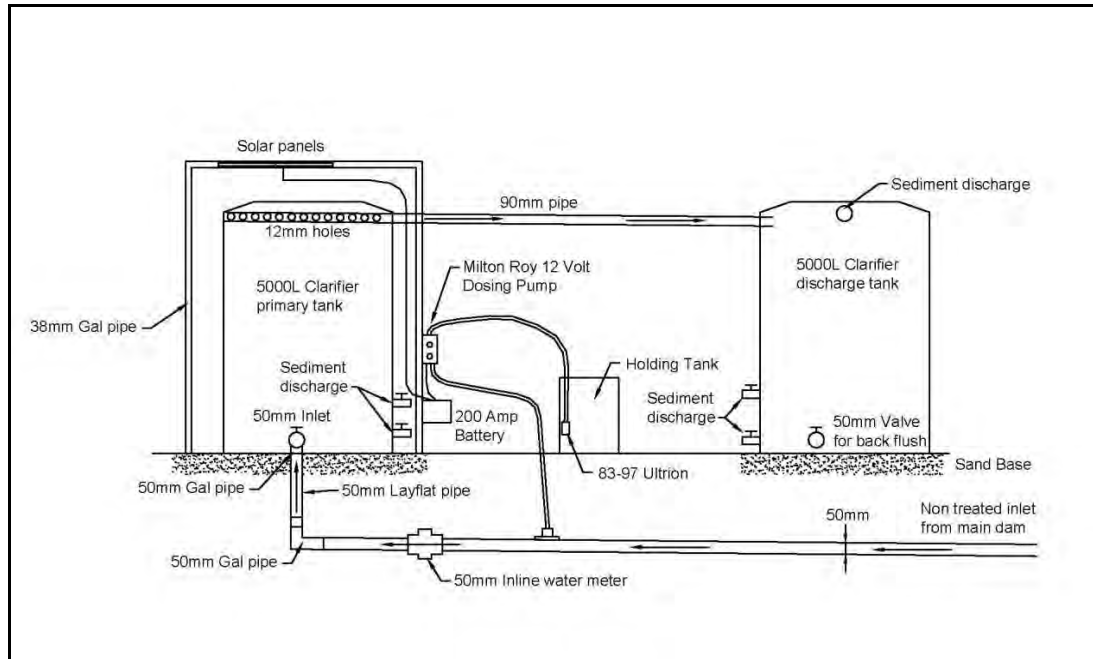 Solar panels
Sediment discharge
90mm pipe
12mm holes
Milton Roy 12 Volt
Dosing Pump
5000L Clarifier
primary tank
5000L Clarifier
discharge tank
38mm Gal pipe
Holding Tank
Sediment
discharge
Sediment
discharge
50mm Inlet
200 Amp
Battery
50mm Valve
for back flush
83-97 Ultrion
Sand Base
50mm Gal pipe
50mm Layflat pipe
50mm
Non treated inlet
from main dam
50mm Gal pipe
50mm Inline water meter